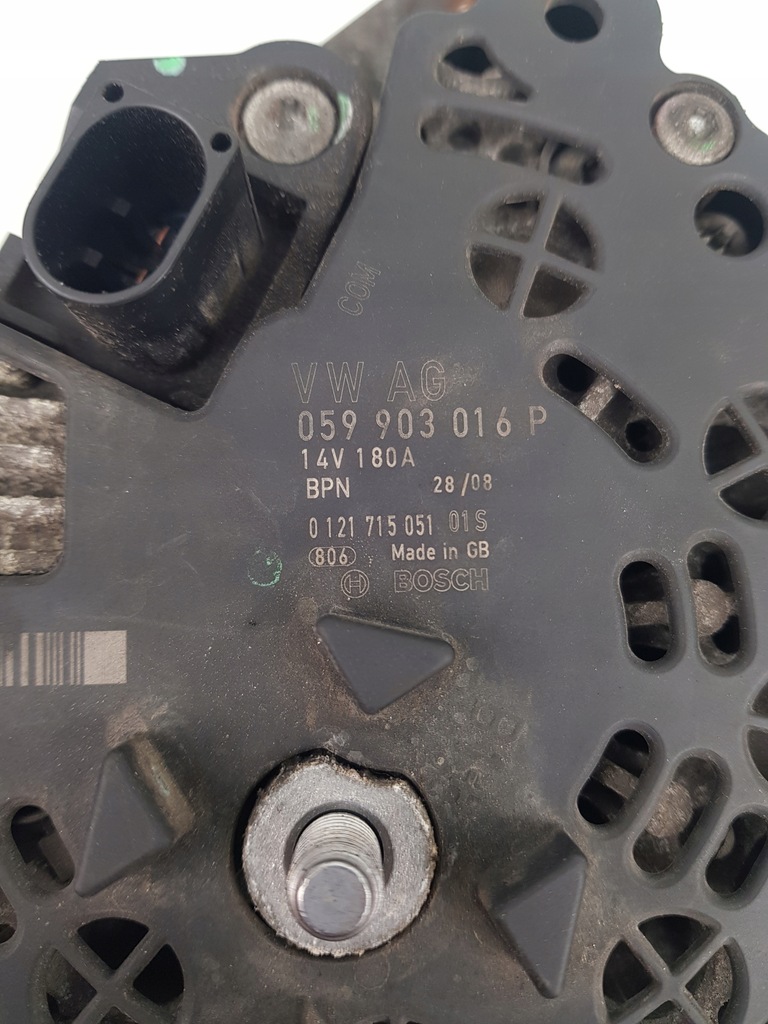 CCM
VW AG
059 903 016 P
14V 180A
BPN 28/08
0 121 715 051 01S
806 Made in GB
BOSCH